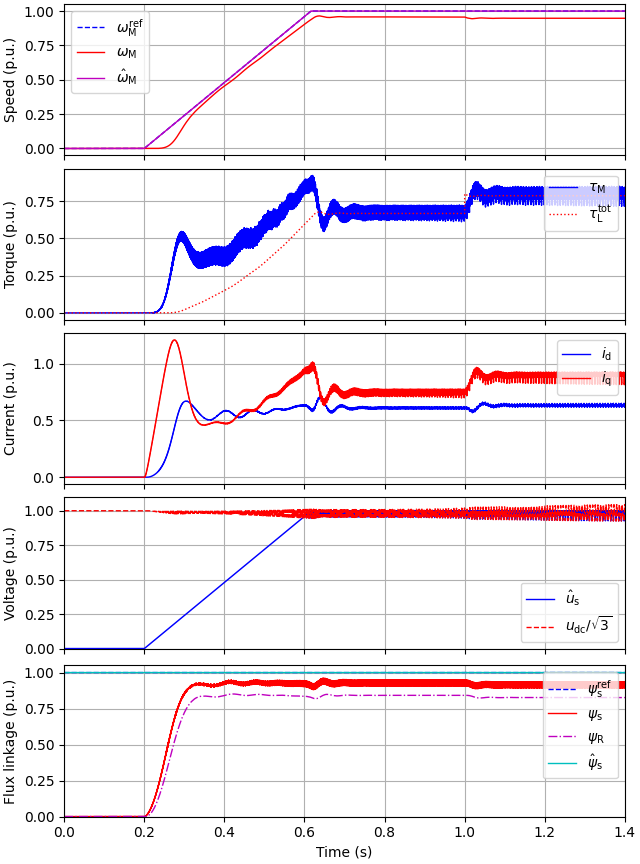 Speed (p.u.)
1.00
0.75
0.50
0.25
0.00
ω_M^ref
ω_M
ω̂_M
Torque (p.u.)
0.75
0.50
0.25
0.00
τ_M
τ_L^tot
Current (p.u.)
1.0
0.5
0.0
i_d
i_q
Voltage (p.u.)
1.00
0.75
0.50
0.25
0.00
û_s
u_dc/√3
Flux linkage (p.u.)
1.00
0.75
0.50
0.25
0.00
ψ_s^ref
ψ_s
ψ_R
ψ̂_s
0.0 0.2 0.4 0.6 0.8 1.0 1.2 1.4
Time (s)